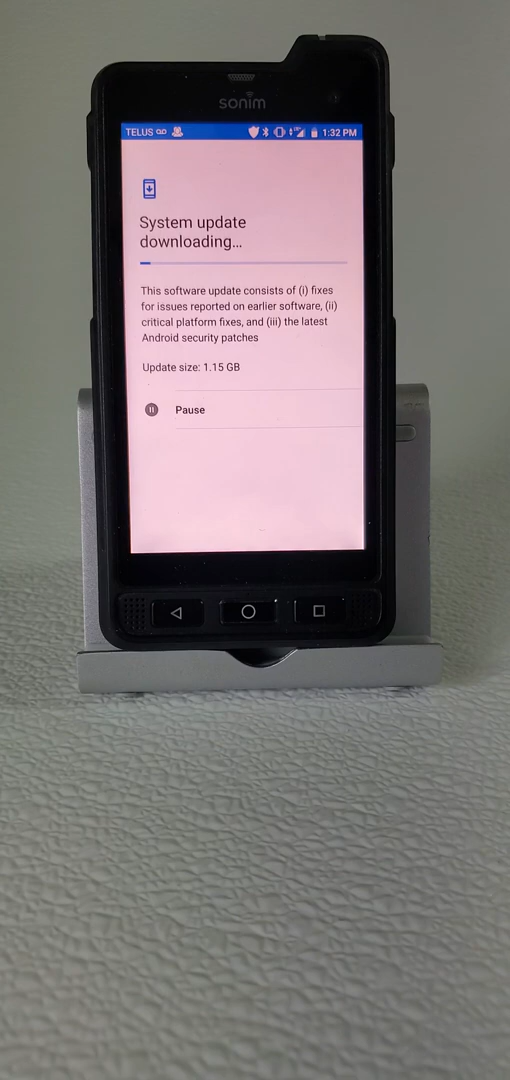 sonim
TELUS 1:32 PM
System update
downloading...
This software update consists of (i) fixes
for issues reported on earlier software, (ii)
critical platform fixes, and (iii) the latest
Android security patches
Update size: 1.15 GB
Pause